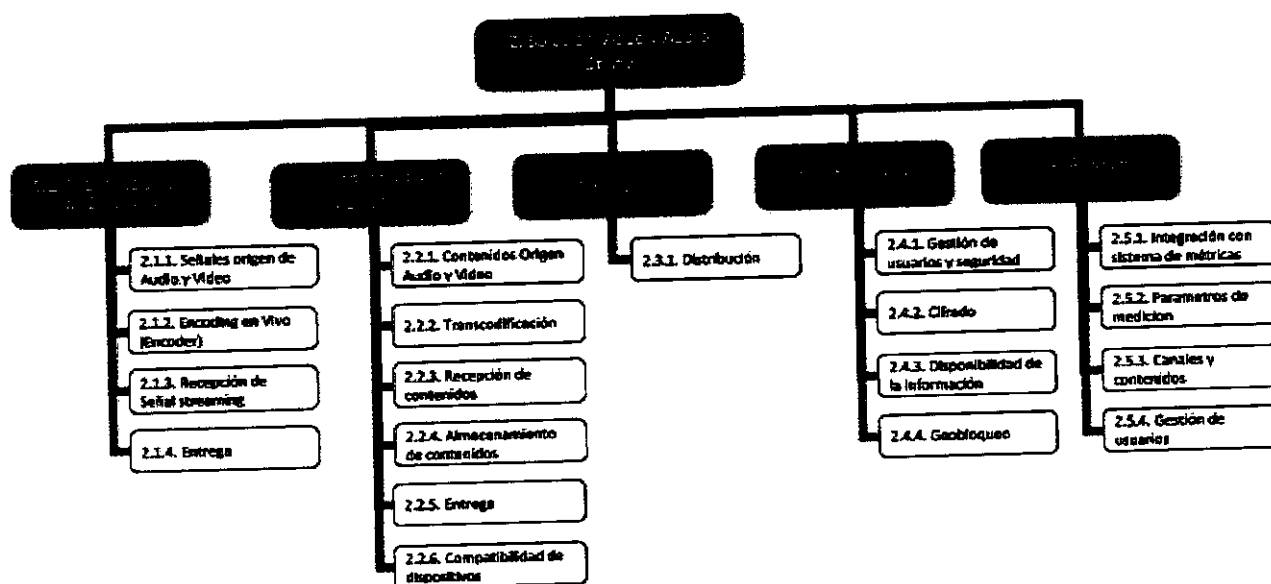 2.1.1. Señales origen de
Audio y Video
2.1.2. Encoding en Vivo
(Encoder)
2.1.3. Recepción de
Señal streaming
2.1.4. Entrega
2.2.1. Contenidos Origen
Audio y Video
2.2.2. Transcodificación
2.2.3. Recepción de
contenidos
2.2.4. Almacenamiento
de contenidos
2.2.5. Entrega
2.2.6. Compatibilidad de
dispositivos
2.3.1. Distribución
2.4.1. Gestión de
usuarios y seguridad
2.4.2. Cifrado
2.4.3. Disponibilidad de
la información
2.4.4. Geobloqueo
2.5.1. Integración con
sistema de métricas
2.5.2. Parametros de
medicion
2.5.3. Canales y
contenidos
2.5.4. Gestión de
usuarios